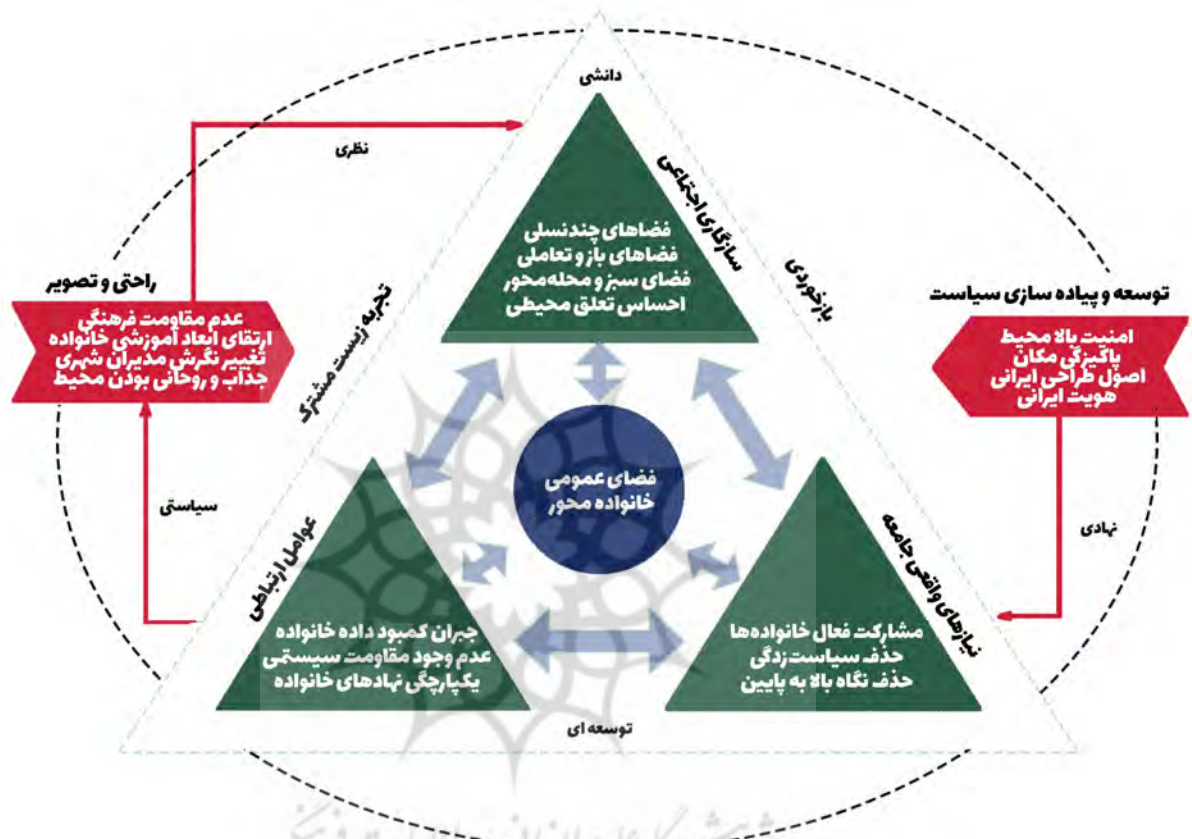 دانشی
نظری
سازگاری اجتماعی
فضاهای چندنسلی
فضاهای باز و تعاملی
فضای سبز و محله‌محور
احساس تعلق محیطی
بازخوردی
تجربه زیست مشترک
توسعه و پیاده سازی سیاست
امنیت بالا محیط
پاکیزگی مکان
اصول طراحی ایرانی
هویت ایرانی
راحتی و تصویر
عدم مقاومت فرهنگی
ارتقای ابعاد آموزشی خانواده
تغییر نگرش مدیران شهری
جذاب و روحانی بودن محیط
فضای عمومی
خانواده محور
نهادی
سیاستی
نیازهای واقعی جامعه
مشارکت فعال خانواده‌ها
حذف سیاست‌زدگی
حذف نگاه بالا به پایین
عوامل ارتباطی
جبران کمبود داده خانواده
عدم وجود مقاومت سیستمی
یکپارچگی نهادهای خانواده
توسعه ای